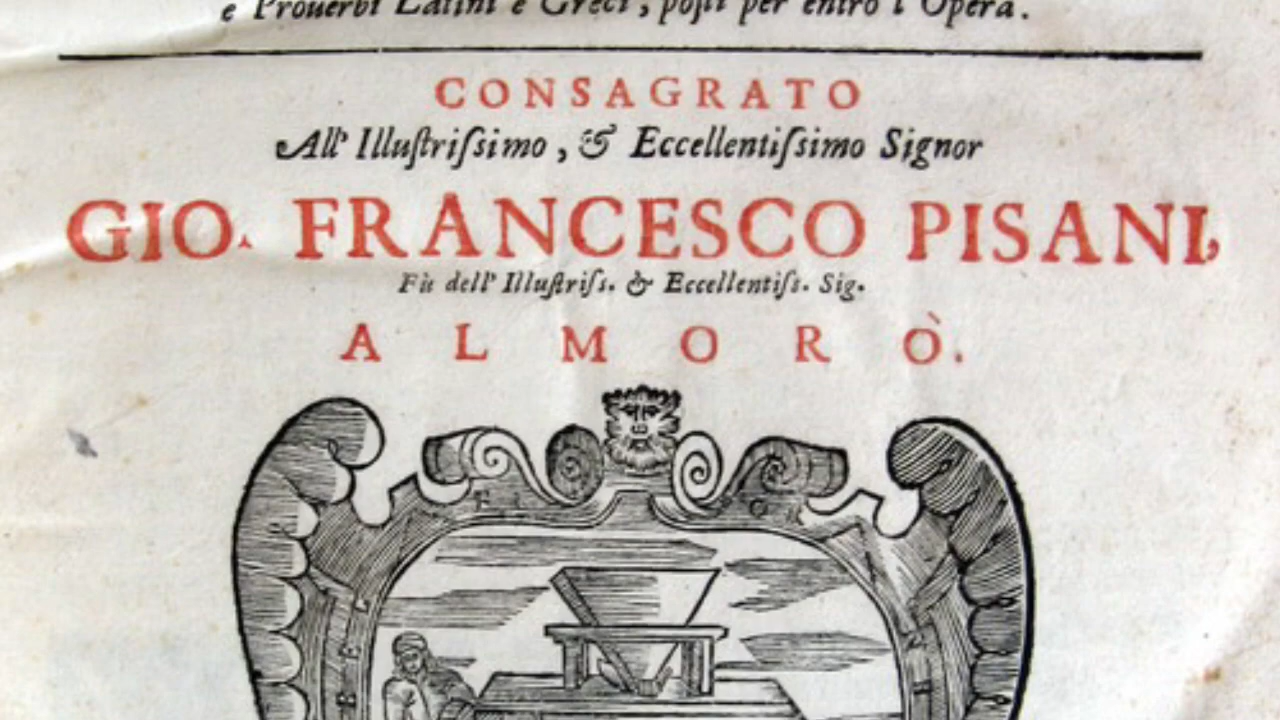 e Prouerbi Latini e Greci, poſti per entro l'Opera.
CONSAGRATO
All' Illuſtriſsimo, & Eccellentiſsimo Signor
GIO. FRANCESCO PISANI,
Fù dell' Illuſtriſs. & Eccellentiſs. Sig.
ALMORÒ.